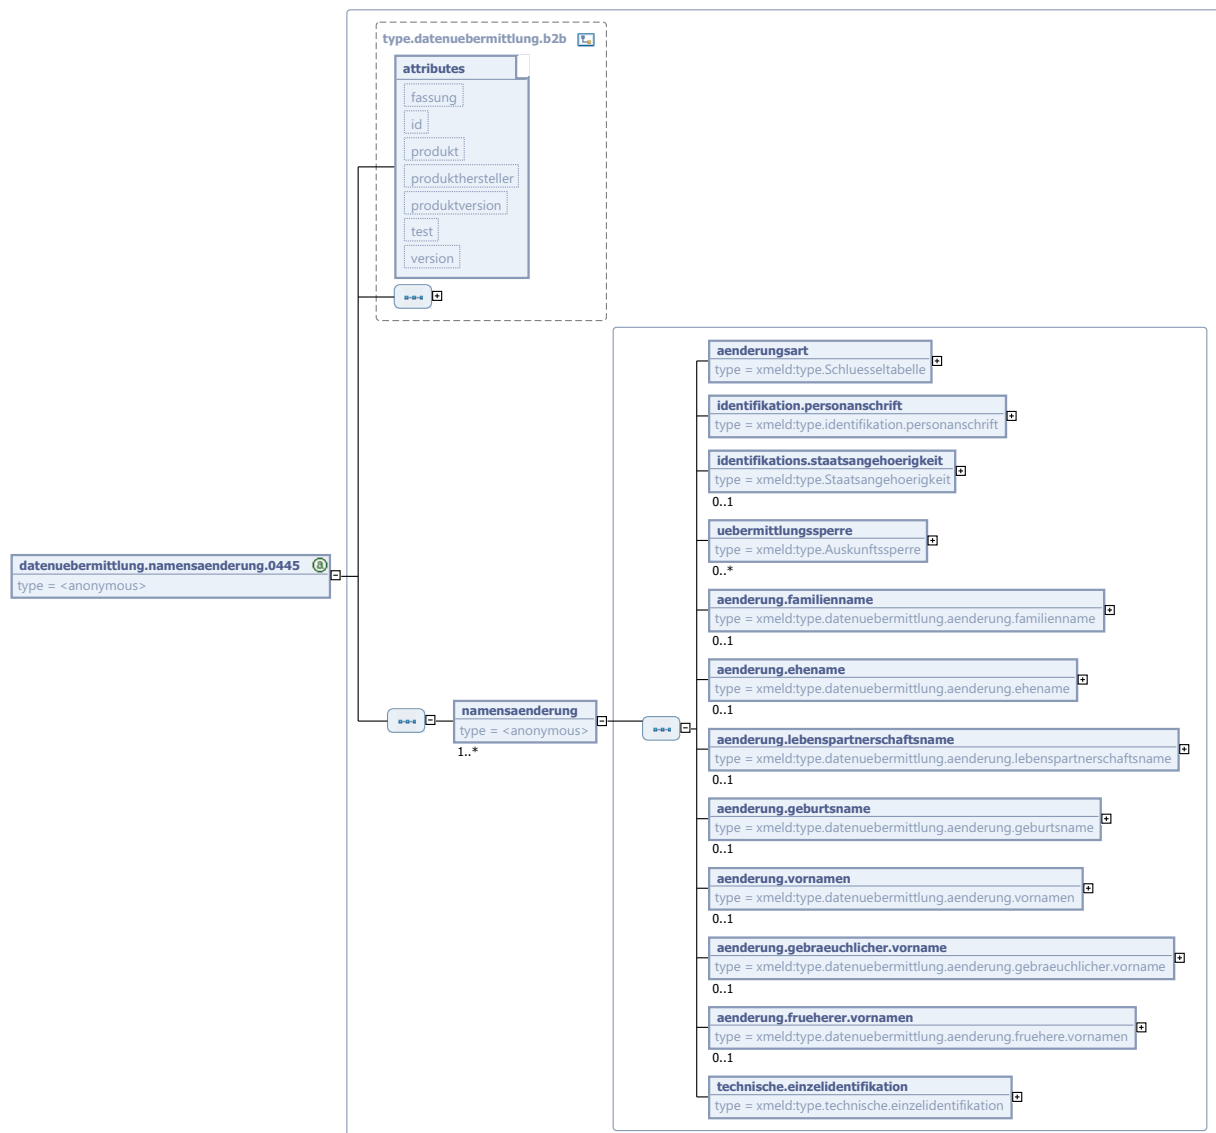 type.datenuebermittlung.b2b
attributes
fassung
id
produkt
produkthersteller
produktversion
test
version
datenuebermittlung.namensaenderung.0445
type = <anonymous>
namensaenderung
type = <anonymous>
1..*
aenderungsart
type = xmeld:type.Schluesseltabelle
identifikation.personanschrift
type = xmeld:type.identifikation.personanschrift
identifikations.staatsangehoerigkeit
type = xmeld:type.Staatsangehoerigkeit
0..1
uebermittlungssperre
type = xmeld:type.Auskunftssperre
0..*
aenderung.familienname
type = xmeld:type.datenuebermittlung.aenderung.familienname
0..1
aenderung.ehename
type = xmeld:type.datenuebermittlung.aenderung.ehename
0..1
aenderung.lebenspartnerschaftsname
type = xmeld:type.datenuebermittlung.aenderung.lebenspartnerschaftsname
0..1
aenderung.geburtsname
type = xmeld:type.datenuebermittlung.aenderung.geburtsname
0..1
aenderung.vornamen
type = xmeld:type.datenuebermittlung.aenderung.vornamen
0..1
aenderung.gebraeuchlicher.vorname
type = xmeld:type.datenuebermittlung.aenderung.gebraeuchlicher.vorname
0..1
aenderung.frueherer.vornamen
type = xmeld:type.datenuebermittlung.aenderung.fruehere.vornamen
0..1
technische.einzelidentifikation
type = xmeld:type.technische.einzelidentifikation